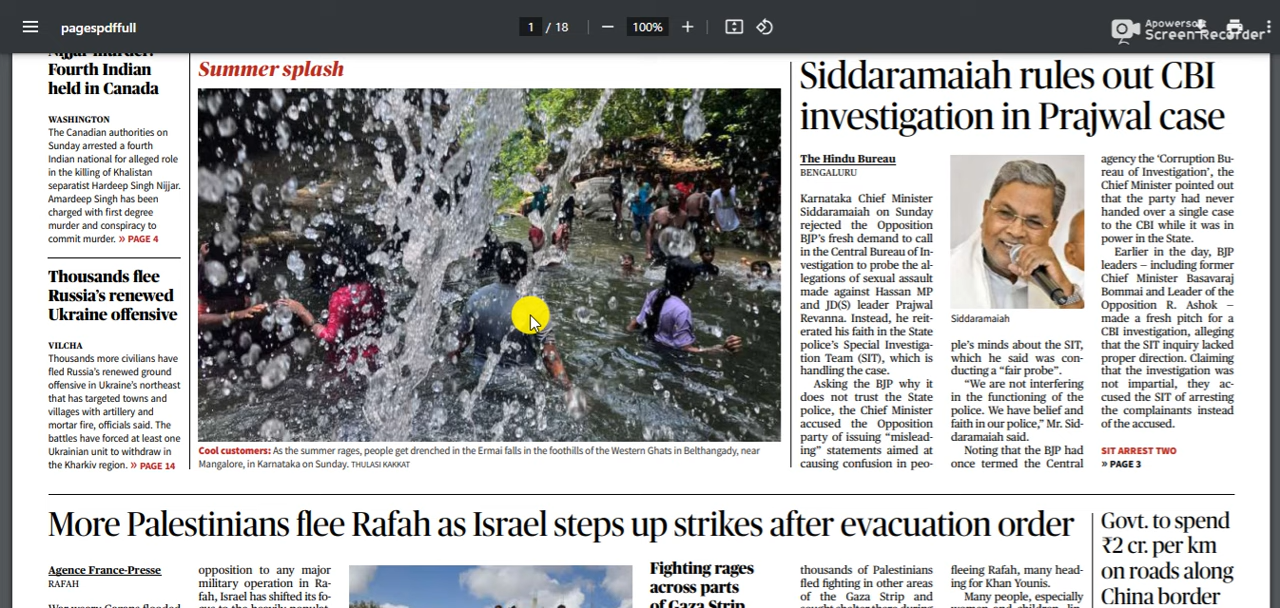 pagespdffull
1 / 18
100%
Apowersoft
Screen Recorder
Nijjar murder:
Fourth Indian
held in Canada
WASHINGTON
The Canadian authorities on
Sunday arrested a fourth
Indian national for alleged role
in the killing of Khalistan
separatist Hardeep Singh Nijjar.
Amardeep Singh has been
charged with first degree
murder and conspiracy to
commit murder. » PAGE 4
Thousands flee
Russia's renewed
Ukraine offensive
VILCHA
Thousands more civilians have
fled Russia's renewed ground
offensive in Ukraine's northeast
that has targeted towns and
villages with artillery and
mortar fire, officials said. The
battles have forced at least one
Ukrainian unit to withdraw in
the Kharkiv region. » PAGE 14
Summer splash
Cool customers: As the summer rages, people get drenched in the Ermai falls in the foothills of the Western Ghats in Belthangady, near
Mangalore, in Karnataka on Sunday. THULASI KAKKAT
Siddaramaiah rules out CBI
investigation in Prajwal case
The Hindu Bureau
BENGALURU
Karnataka Chief Minister
Siddaramaiah on Sunday
rejected the Opposition
BJP's fresh demand to call
in the Central Bureau of In-
vestigation to probe the al-
legations of sexual assault
made against Hassan MP
and JD(S) leader Prajwal
Revanna. Instead, he reit-
erated his faith in the State
police's Special Investiga-
tion Team (SIT), which is
handling the case.
Asking the BJP why it
does not trust the State
police, the Chief Minister
accused the Opposition
party of issuing “mislead-
ing” statements aimed at
causing confusion in peo-
Siddaramaiah
ple's minds about the SIT,
which he said was con-
ducting a “fair probe”.
“We are not interfering
in the functioning of the
police. We have belief and
faith in our police,” Mr. Sid-
daramaiah said.
Noting that the BJP had
once termed the Central
agency the ‘Corruption Bu-
reau of Investigation’, the
Chief Minister pointed out
that the party had never
handed over a single case
to the CBI while it was in
power in the State.
Earlier in the day, BJP
leaders – including former
Chief Minister Basavaraj
Bommai and Leader of the
Opposition R. Ashok –
made a fresh pitch for a
CBI investigation, alleging
that the SIT inquiry lacked
proper direction. Claiming
that the investigation was
not impartial, they ac-
cused the SIT of arresting
the complainants instead
of the accused.
SIT ARREST TWO
» PAGE 3
More Palestinians flee Rafah as Israel steps up strikes after evacuation order
Agence France-Presse
RAFAH
War-weary Gazans flooded
opposition to any major
military operation in Ra-
fah, Israel has shifted its fo-
Fighting rages
across parts
of Gaza Strip
thousands of Palestinians
fled fighting in other areas
fleeing Rafah, many head-
ing for Khan Younis.
Many people, especially
Govt. to spend
₹2 cr. per km
on roads along
China border